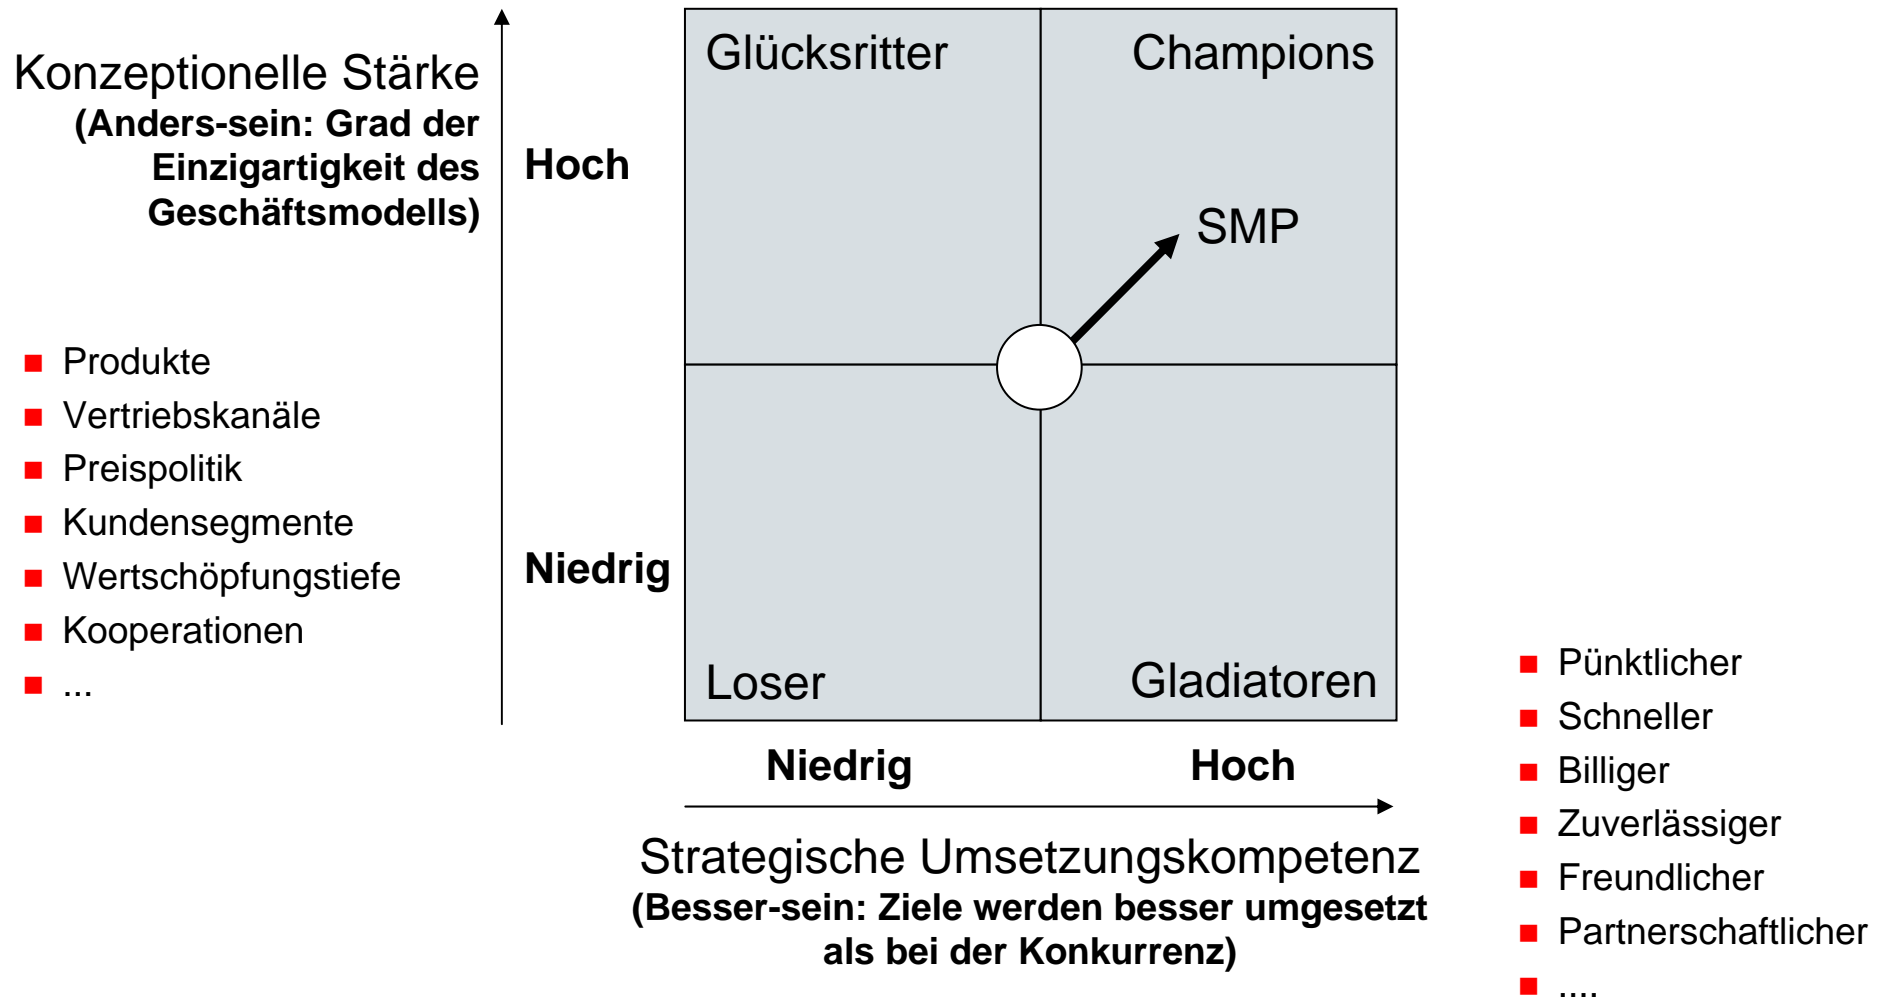 Konzeptionelle Stärke
(Anders-sein: Grad der
Einzigartigkeit des
Geschäftsmodells)
Produkte
Vertriebskanäle
Preispolitik
Kundensegmente
Wertschöpfungstiefe
Kooperationen
...
Hoch
Niedrig
Glücksritter
Champions
SMP
Loser
Gladiatoren
Niedrig
Hoch
Strategische Umsetzungskompetenz
(Besser-sein: Ziele werden besser umgesetzt
als bei der Konkurrenz)
Pünktlicher
Schneller
Billiger
Zuverlässiger
Freundlicher
Partnerschaftlicher
....